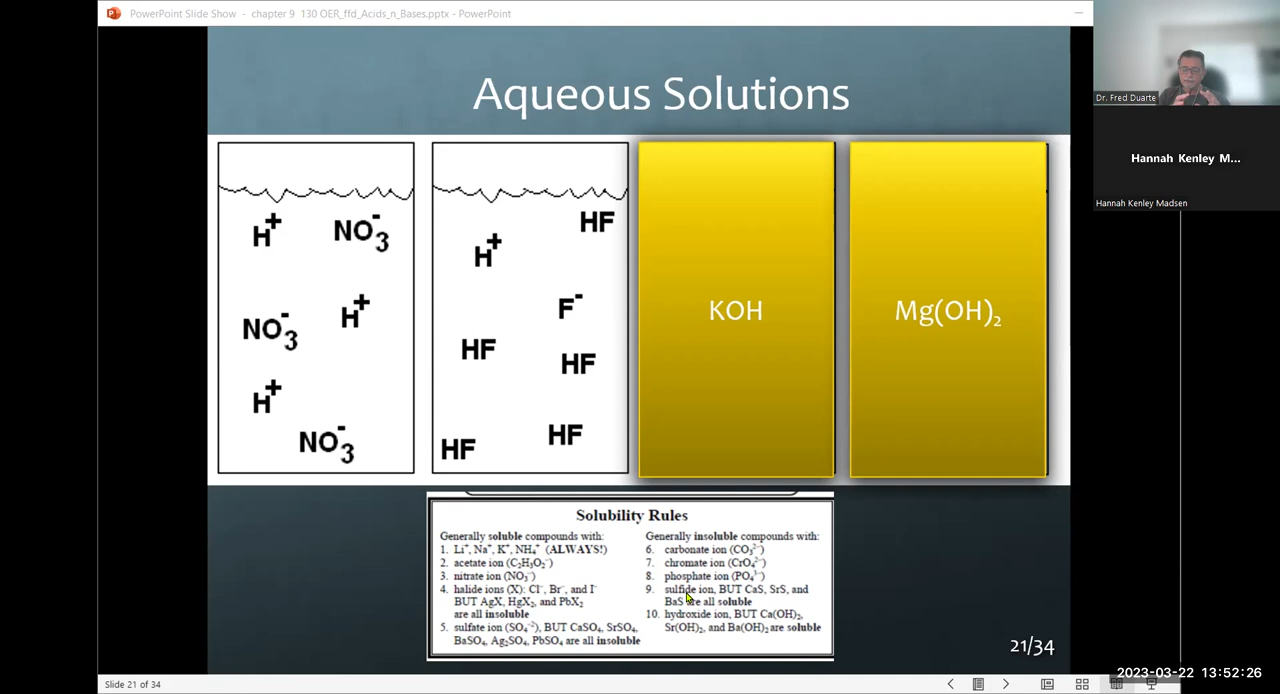 PowerPoint Slide Show - chapter 9 130 OER_ffd_Acids_n_Bases.pptx - PowerPoint
Aqueous Solutions
H⁺ NO₃⁻
NO₃⁻ H⁺
H⁺
NO₃⁻
HF
H⁺
F⁻
HF
HF
HF
HF
KOH
Mg(OH)₂
Solubility Rules
Generally soluble compounds with:
1. Li⁺, Na⁺, K⁺, NH₄⁺ (ALWAYS!)
2. acetate ion (C₂H₃O₂⁻)
3. nitrate ion (NO₃⁻)
4. halide ions (X): Cl⁻, Br⁻, and I⁻
BUT AgX, HgX₂, and PbX₂
are all insoluble
5. sulfate ion (SO₄⁻²), BUT CaSO₄, SrSO₄,
BaSO₄, Ag₂SO₄, PbSO₄ are all insoluble
Generally insoluble compounds with:
6. carbonate ion (CO₃²⁻)
7. chromate ion (CrO₄²⁻)
8. phosphate ion (PO₄³⁻)
9. sulfide ion, BUT CaS, SrS, and
BaS are all soluble
10. hydroxide ion, BUT Ca(OH)₂,
Sr(OH)₂, and Ba(OH)₂ are soluble
21/34
Dr. Fred Duarte
Hannah Kenley M...
Hannah Kenley Madsen
2023-03-22 13:52:26
Slide 21 of 34